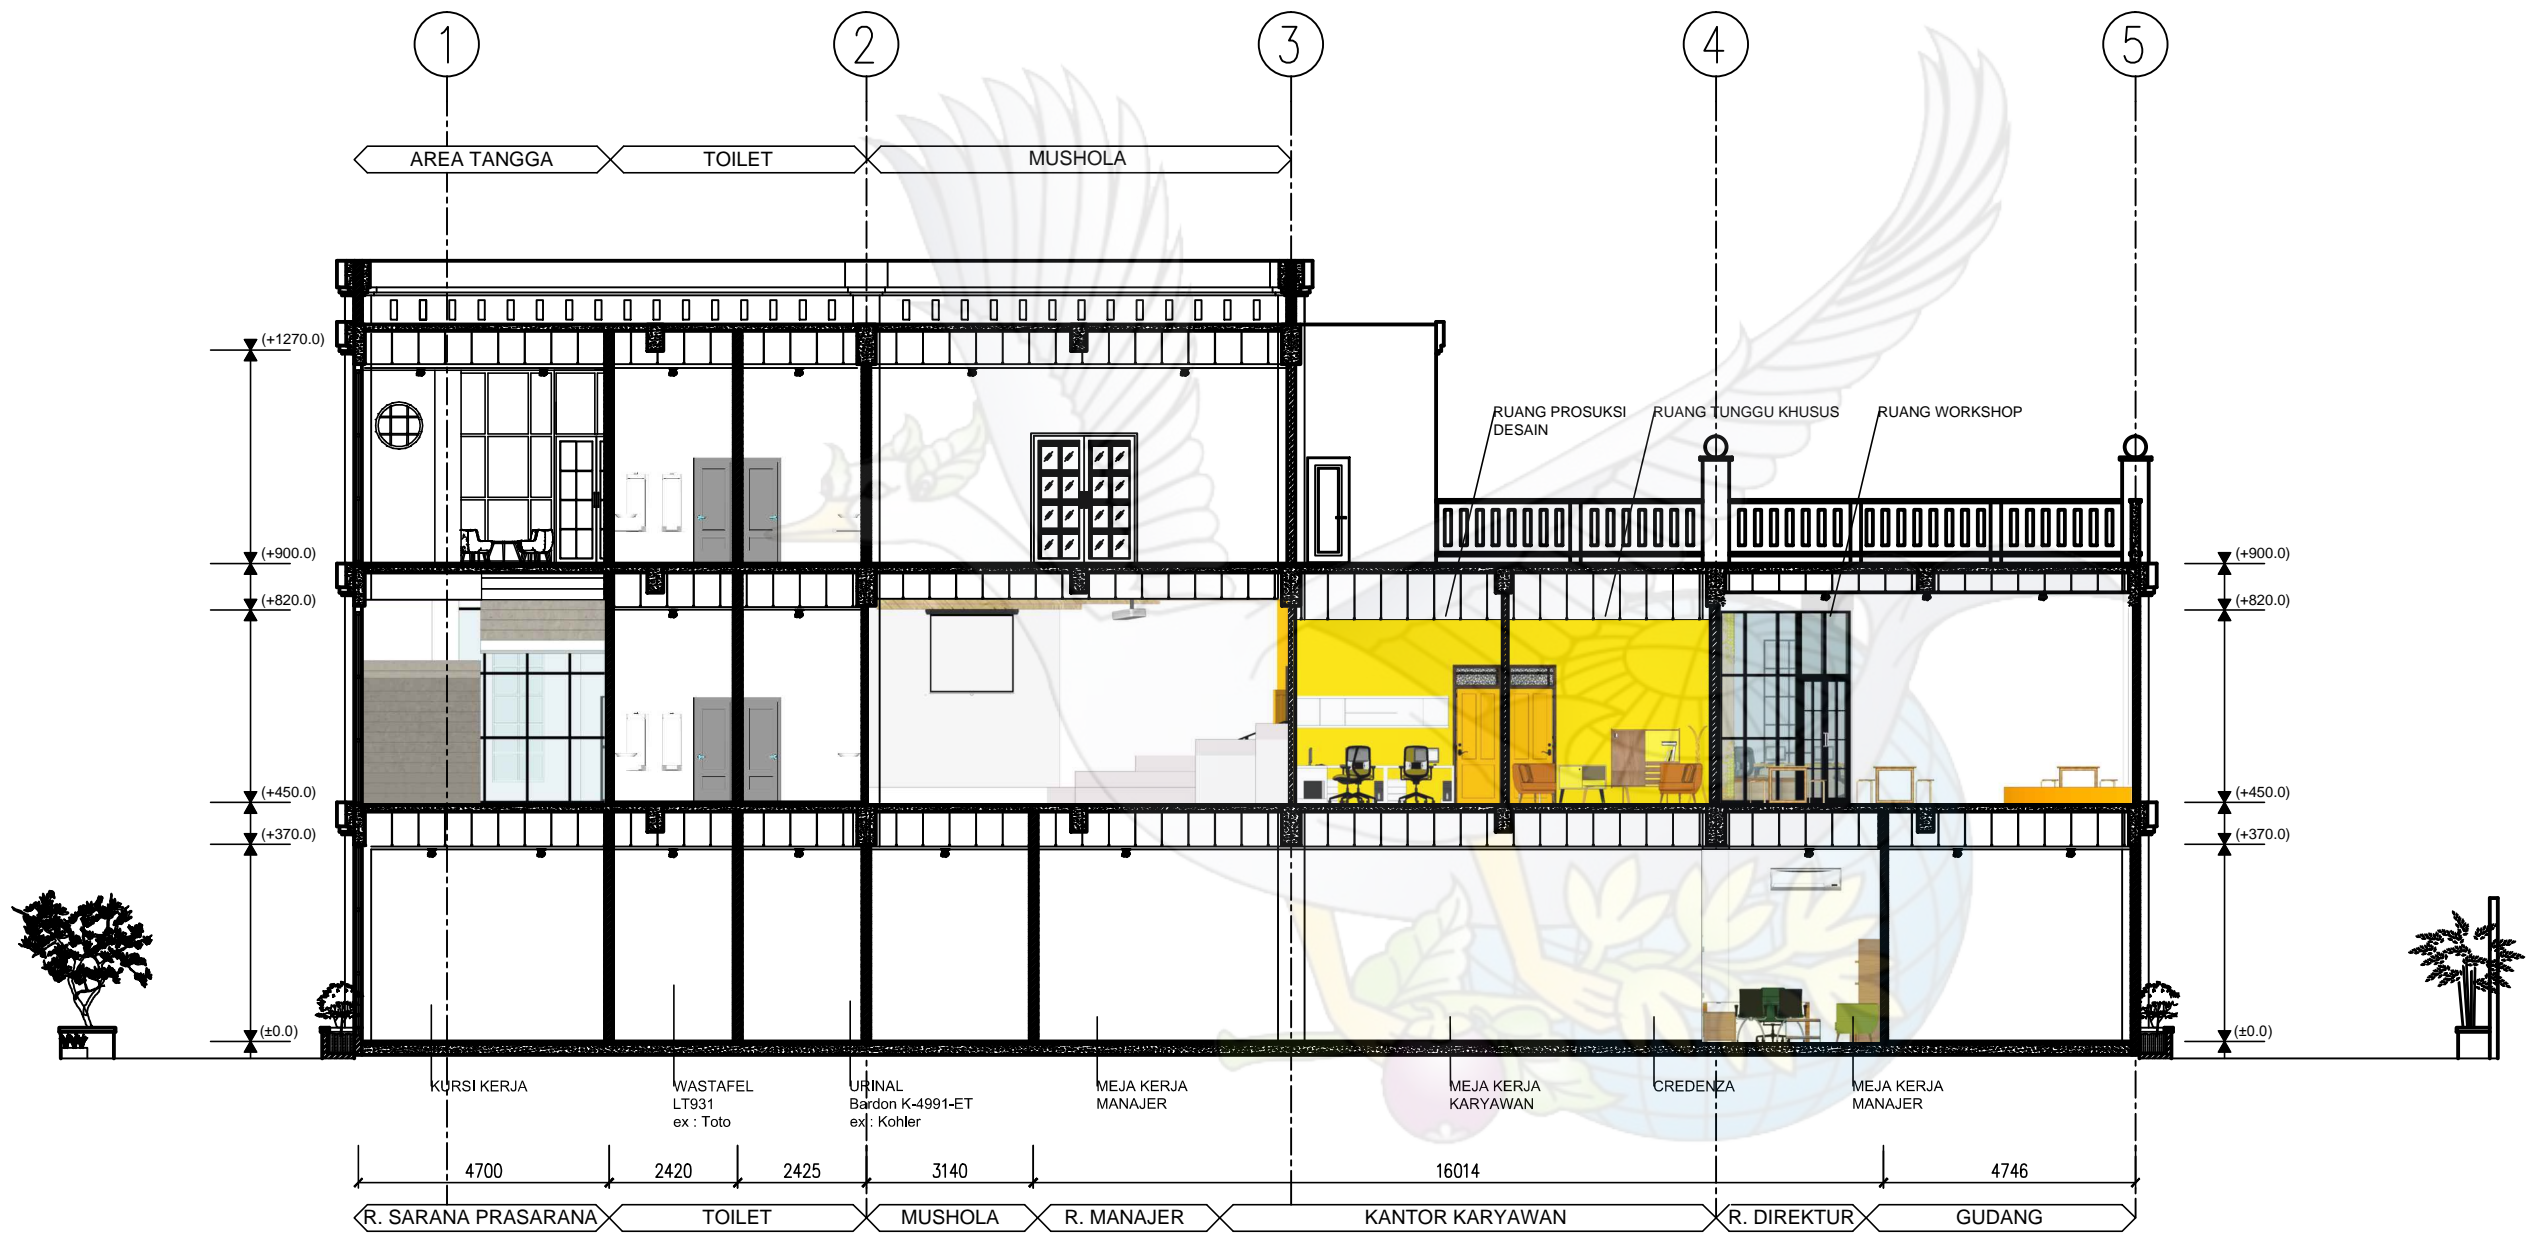 1 2 3 4 5
AREA TANGGA TOILET MUSHOLA
(+1270.0)
RUANG PROSUKSI
DESAIN
RUANG TUNGGU KHUSUS
RUANG WORKSHOP
(+900.0) (+900.0)
(+820.0) (+820.0)
(+450.0) (+450.0)
(+370.0) (+370.0)
(±0.0) (±0.0)
KURSI KERJA
WASTAFEL
LT931
ex : Toto
URINAL
Bardon K-4991-ET
ex : Kohler
MEJA KERJA
MANAJER
MEJA KERJA
KARYAWAN
CREDENZA
MEJA KERJA
MANAJER
4700 2420 2425 3140 16014 4746
R. SARANA PRASARANA TOILET MUSHOLA R. MANAJER KANTOR KARYAWAN R. DIREKTUR GUDANG